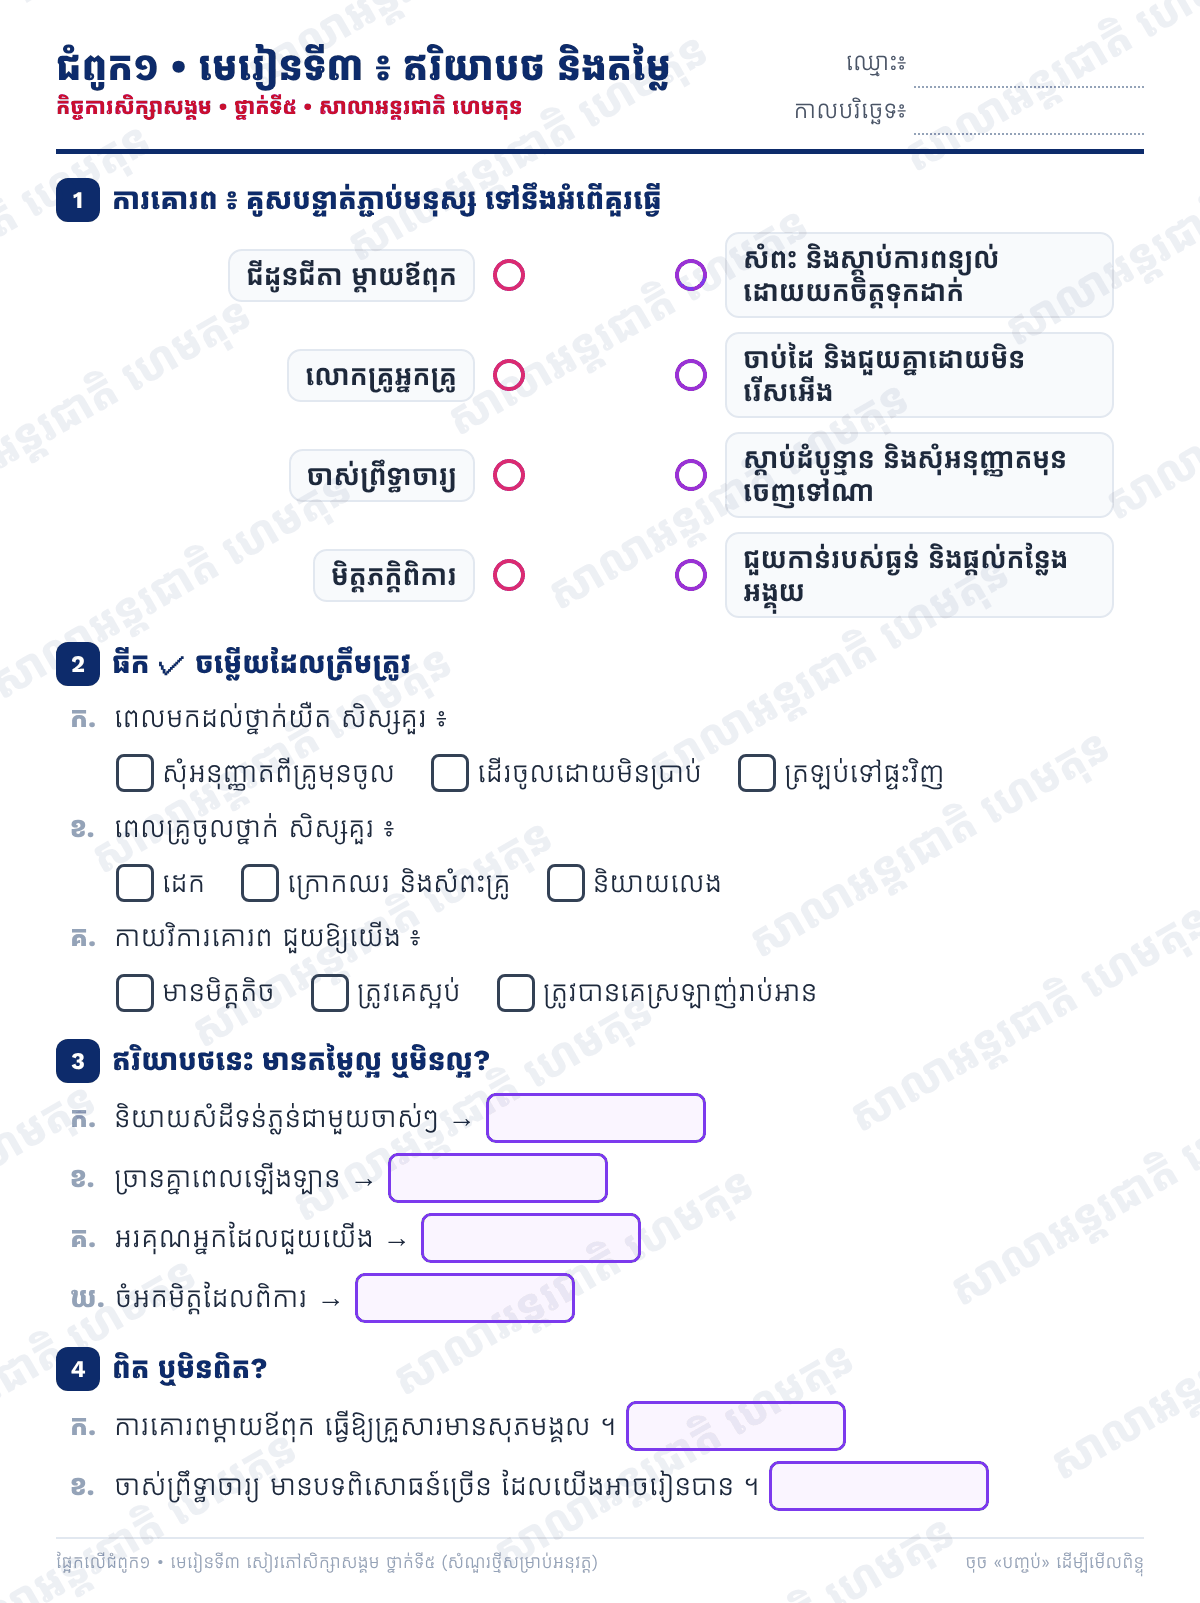 ជំពូក១ • មេរៀនទី៣ ៖ ឥរិយាបថ និងតម្លៃ
កិច្ចការសិក្សាសង្គម • ថ្នាក់ទី៥ • សាលាអន្តរជាតិ ហេមតុន
ឈ្មោះ៖
កាលបរិច្ឆេទ៖
1 ការគោរព ៖ គូសបន្ទាត់ភ្ជាប់មនុស្ស ទៅនឹងអំពើគួរធ្វើ
ជីដូនជីតា ម្តាយឪពុក
សំពះ និងស្តាប់ការពន្យល់
ដោយយកចិត្តទុកដាក់
លោកគ្រូអ្នកគ្រូ
ចាប់ដៃ និងជួយគ្នាដោយមិន
រើសអើង
ចាស់ព្រឹទ្ធាចារ្យ
ស្តាប់ដំបូន្មាន និងសុំអនុញ្ញាតមុន
ចេញទៅណា
មិត្តភក្តិពិការ
ជួយកាន់របស់ធ្ងន់ និងផ្តល់កន្លែង
អង្គុយ
2 ធីក ✓ ចម្លើយដែលត្រឹមត្រូវ
ក. ពេលមកដល់ថ្នាក់យឺត សិស្សគួរ ៖
សុំអនុញ្ញាតពីគ្រូមុនចូល ដើរចូលដោយមិនប្រាប់ ត្រឡប់ទៅផ្ទះវិញ
ខ. ពេលគ្រូចូលថ្នាក់ សិស្សគួរ ៖
ដេក ក្រោកឈរ និងសំពះគ្រូ និយាយលេង
គ. កាយវិការគោរព ជួយឱ្យយើង ៖
មានមិត្តតិច ត្រូវគេស្អប់ ត្រូវបានគេស្រឡាញ់រាប់អាន
3 ឥរិយាបថនេះ មានតម្លៃល្អ ឬមិនល្អ?
ក. និយាយសំដីទន់ភ្លន់ជាមួយចាស់ៗ →
ខ. ច្រានគ្នាពេលឡើងឡាន →
គ. អរគុណអ្នកដែលជួយយើង →
ឃ. ចំអកមិត្តដែលពិការ →
4 ពិត ឬមិនពិត?
ក. ការគោរពម្តាយឪពុក ធ្វើឱ្យគ្រួសារមានសុភមង្គល ។
ខ. ចាស់ព្រឹទ្ធាចារ្យ មានបទពិសោធន៍ច្រើន ដែលយើងអាចរៀនបាន ។
ផ្អែកលើជំពូក១ • មេរៀនទី៣ សៀវភៅសិក្សាសង្គម ថ្នាក់ទី៥ (សំណួរថ្មីសម្រាប់អនុវត្ត)
ចុច «បញ្ចប់» ដើម្បីមើលពិន្ទុ